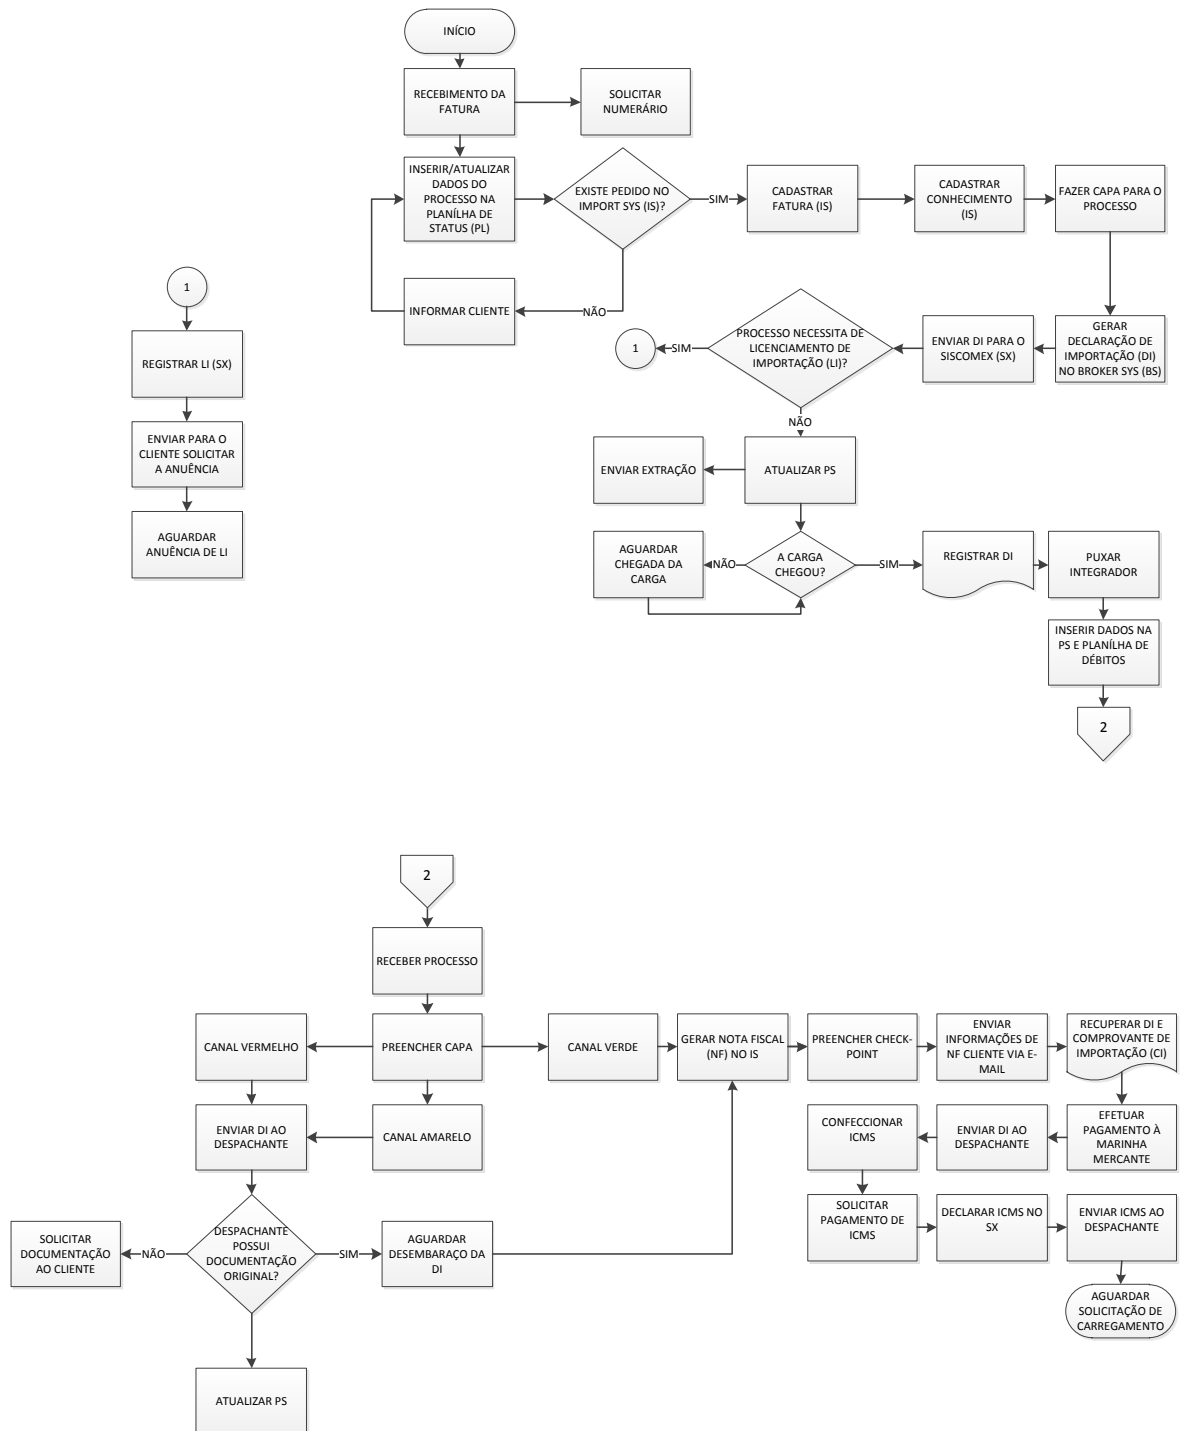 INÍCIO
RECEBIMENTO DA
FATURA
SOLICITAR
NUMERÁRIO
INSERIR/ATUALIZAR
DADOS DO
PROCESSO NA
PLANÍLHA DE
STATUS (PL)
EXISTE PEDIDO NO
IMPORT SYS (IS)?
SIM
CADASTRAR
FATURA (IS)
CADASTRAR
CONHECIMENTO
(IS)
FAZER CAPA PARA O
PROCESSO
NÃO
INFORMAR CLIENTE
GERAR
DECLARAÇÃO DE
IMPORTAÇÃO (DI)
NO BROKER SYS (BS)
ENVIAR DI PARA O
SISCOMEX (SX)
PROCESSO NECESSITA DE
LICENCIAMENTO DE
IMPORTAÇÃO (LI)?
SIM
1
1
REGISTRAR LI (SX)
ENVIAR PARA O
CLIENTE SOLICITAR
A ANUÊNCIA
AGUARDAR
ANUÊNCIA DE LI
NÃO
ATUALIZAR PS
ENVIAR EXTRAÇÃO
A CARGA
CHEGOU?
NÃO
AGUARDAR
CHEGADA DA
CARGA
SIM
REGISTRAR DI
PUXAR
INTEGRADOR
INSERIR DADOS NA
PS E PLANÍLHA DE
DÉBITOS
2
2
RECEBER PROCESSO
PREENCHER CAPA
CANAL VERMELHO
CANAL VERDE
CANAL AMARELO
ENVIAR DI AO
DESPACHANTE
DESPACHANTE
POSSUI
DOCUMENTAÇÃO
ORIGINAL?
NÃO
SOLICITAR
DOCUMENTAÇÃO
AO CLIENTE
SIM
AGUARDAR
DESEMBARAÇO DA
DI
ATUALIZAR PS
GERAR NOTA FISCAL
(NF) NO IS
PREENCHER CHECK-
POINT
ENVIAR
INFORMAÇÕES DE
NF CLIENTE VIA E-
MAIL
RECUPERAR DI E
COMPROVANTE DE
IMPORTAÇÃO (CI)
EFETUAR
PAGAMENTO À
MARINHA
MERCANTE
ENVIAR DI AO
DESPACHANTE
CONFECCIONAR
ICMS
SOLICITAR
PAGAMENTO DE
ICMS
DECLARAR ICMS NO
SX
ENVIAR ICMS AO
DESPACHANTE
AGUARDAR
SOLICITAÇÃO DE
CARREGAMENTO